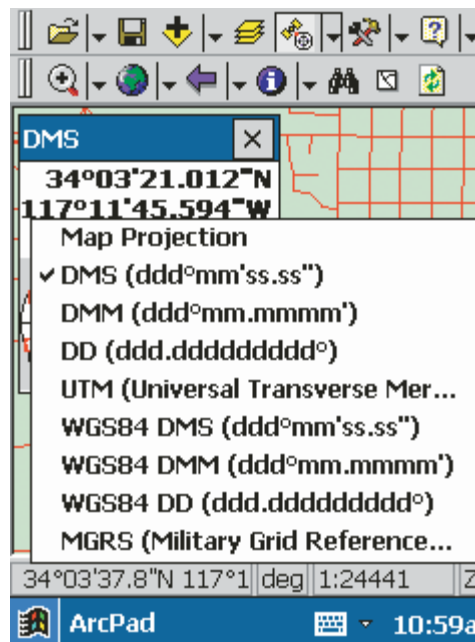 DMS
34°03'21.012"N
117°11'45.594"W
Map Projection
DMS (ddd°mm'ss.ss")
DMM (ddd°mm.mmmm')
DD (ddd.ddddddddd°)
UTM (Universal Transverse Mer...
WGS84 DMS (ddd°mm'ss.ss")
WGS84 DMM (ddd°mm.mmmm')
WGS84 DD (ddd.ddddddddd°)
MGRS (Military Grid Reference...
34°03'37.8"N 117°1 deg 1:24441 Z
ArcPad 10:59a